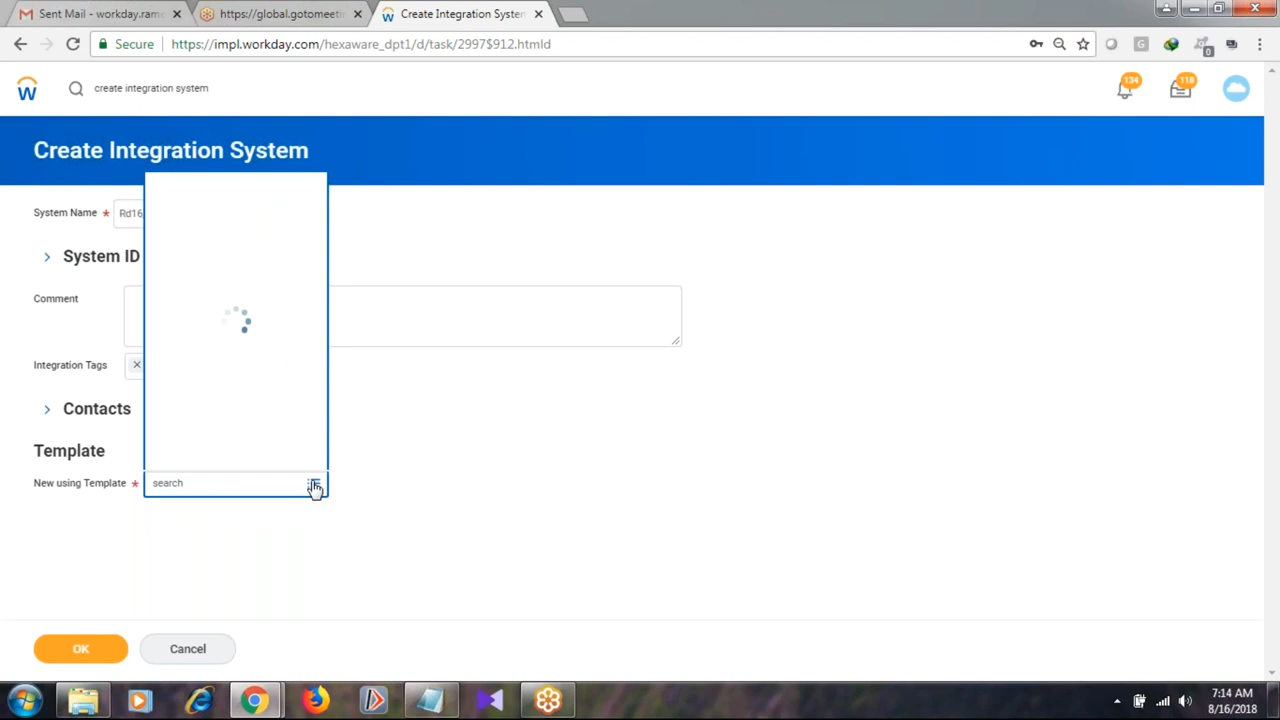 Sent Mail - workday.ram
https://global.gotomeetin
Create Integration System
Secure
https://impl.workday.com/hexaware_dpt1/d/task/2997$912.htmld
G
0
W
create integration system
134
118
Create Integration System
System Name *
Rd16
System ID
Comment
Integration Tags
Contacts
Template
New using Template *
search
OK
Cancel
7:14 AM
8/16/2018